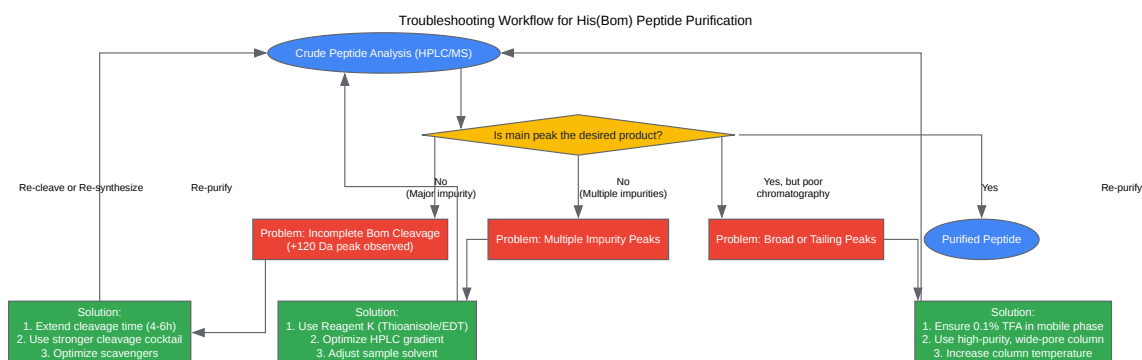 Troubleshooting Workflow for His(Bom) Peptide Purification
Crude Peptide Analysis (HPLC/MS)
Is main peak the desired product?
Re-cleave or Re-synthesize
Re-purify
No
(Major impurity)
No
(Multiple impurities)
Yes, but poor
chromatography
Yes
Re-purify
Problem: Incomplete Bom Cleavage
(+120 Da peak observed)
Problem: Multiple Impurity Peaks
Problem: Broad or Tailing Peaks
Purified Peptide
Solution:
1. Extend cleavage time (4-6h)
2. Use stronger cleavage cocktail
3. Optimize scavengers
Solution:
1. Use Reagent K (Thioanisole/EDT)
2. Optimize HPLC gradient
3. Adjust sample solvent
Solution:
1. Ensure 0.1% TFA in mobile phase
2. Use high-purity, wide-pore column
3. Increase column temperature